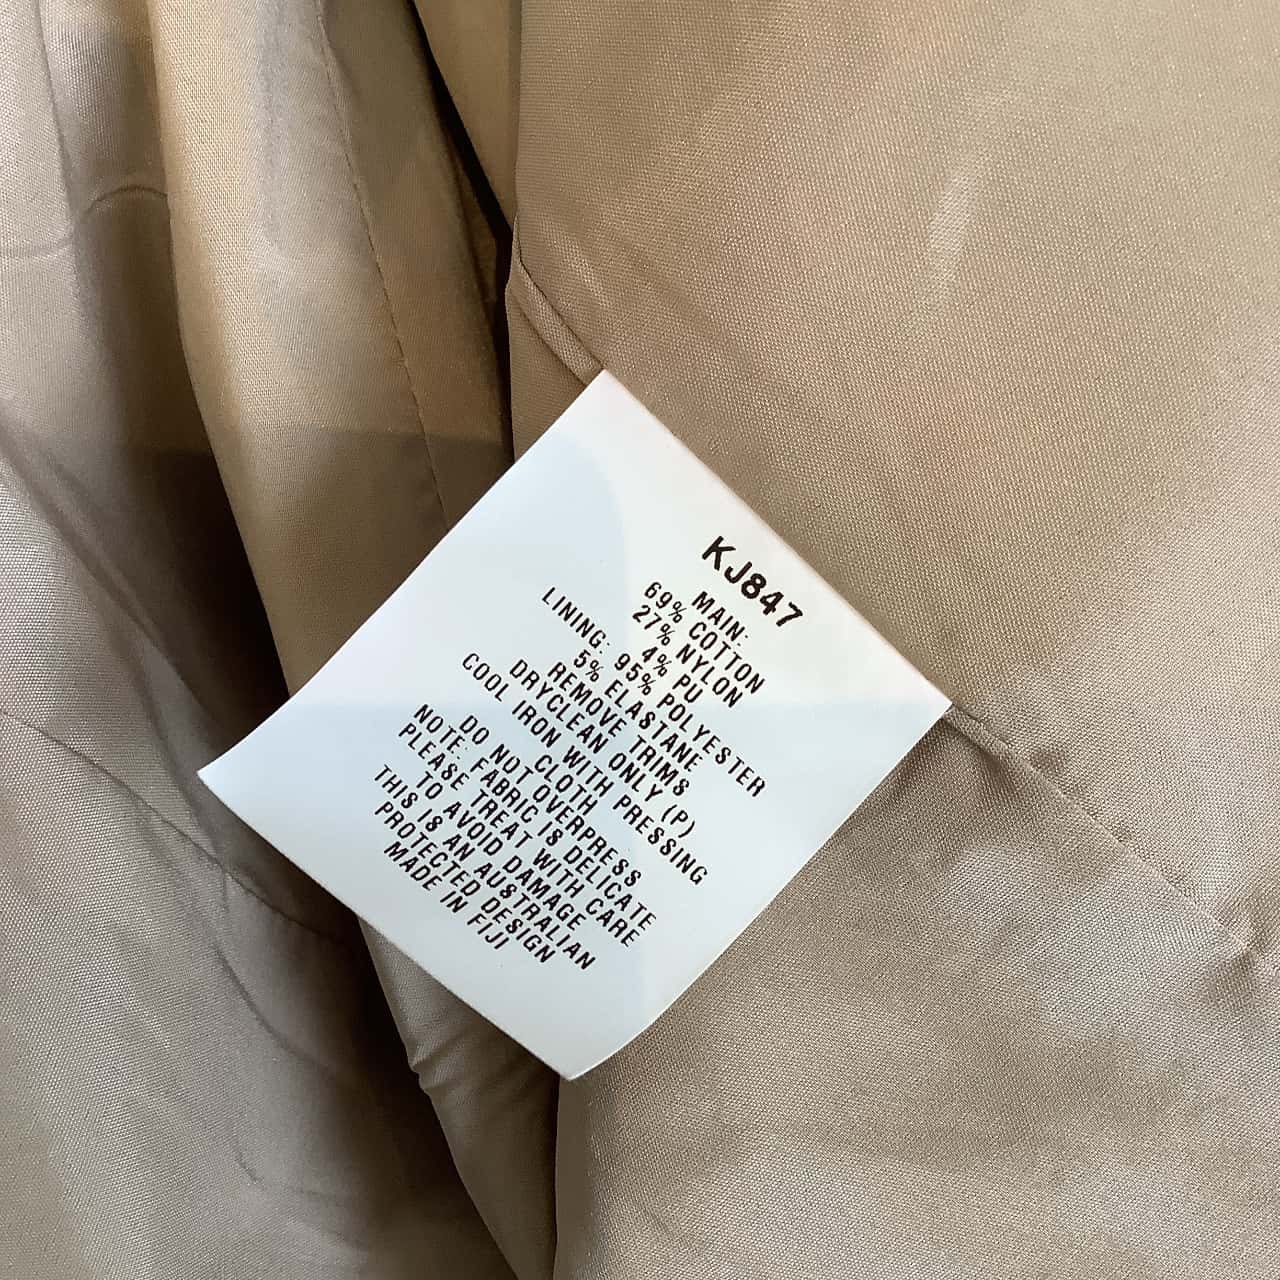 KJ847
MAIN:
69% COTTON
27% NYLON
4% PU
LINING: 95% POLYESTER
5% ELASTANE
REMOVE TRIMS
DRYCLEAN ONLY (P)
COOL IRON WITH PRESSING
CLOTH
DO NOT OVERPRESS
NOTE: FABRIC IS DELICATE
PLEASE TREAT WITH CARE
TO AVOID DAMAGE
THIS IS AN AUSTRALIAN
PROTECTED DESIGN
MADE IN FIJI